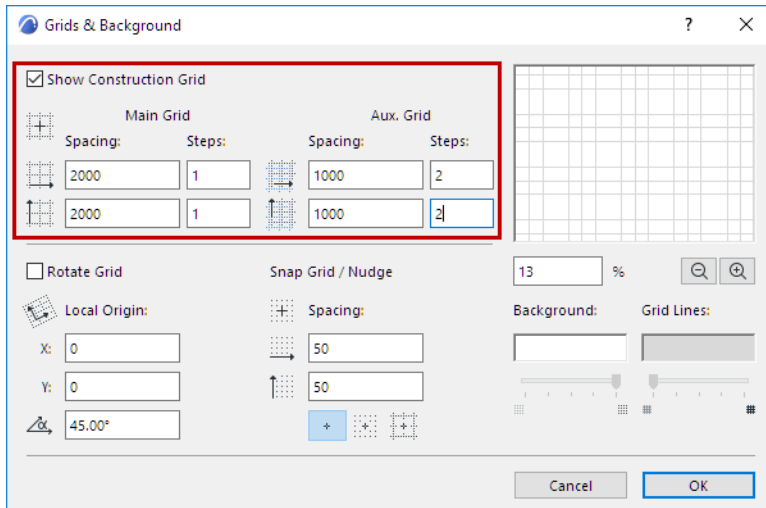 Grids & Background
?
Show Construction Grid
Main Grid
Aux. Grid
Spacing:
Steps:
Spacing:
Steps:
2000
1
1000
2
2000
1
1000
2
Rotate Grid
Snap Grid / Nudge
13
%
Local Origin:
Spacing:
Background:
Grid Lines:
X:
0
50
Y:
0
50
α
45.00°
Cancel
OK